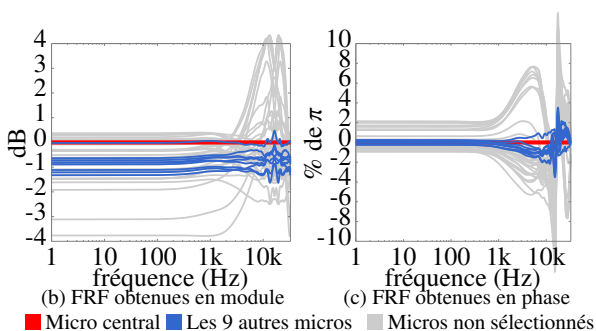 4
3
2
1
0
-1
-2
-3
-4
dB
1 10 100 1kHz 10k
fréquence (Hz)
(b) FRF obtenues en module
10
8
6
4
2
0
-2
-4
-6
-8
-10
% de π
1 10 100 1kHz 10k
fréquence (Hz)
(c) FRF obtenues en phase
Micro central Les 9 autres micros Micros non sélectionnés